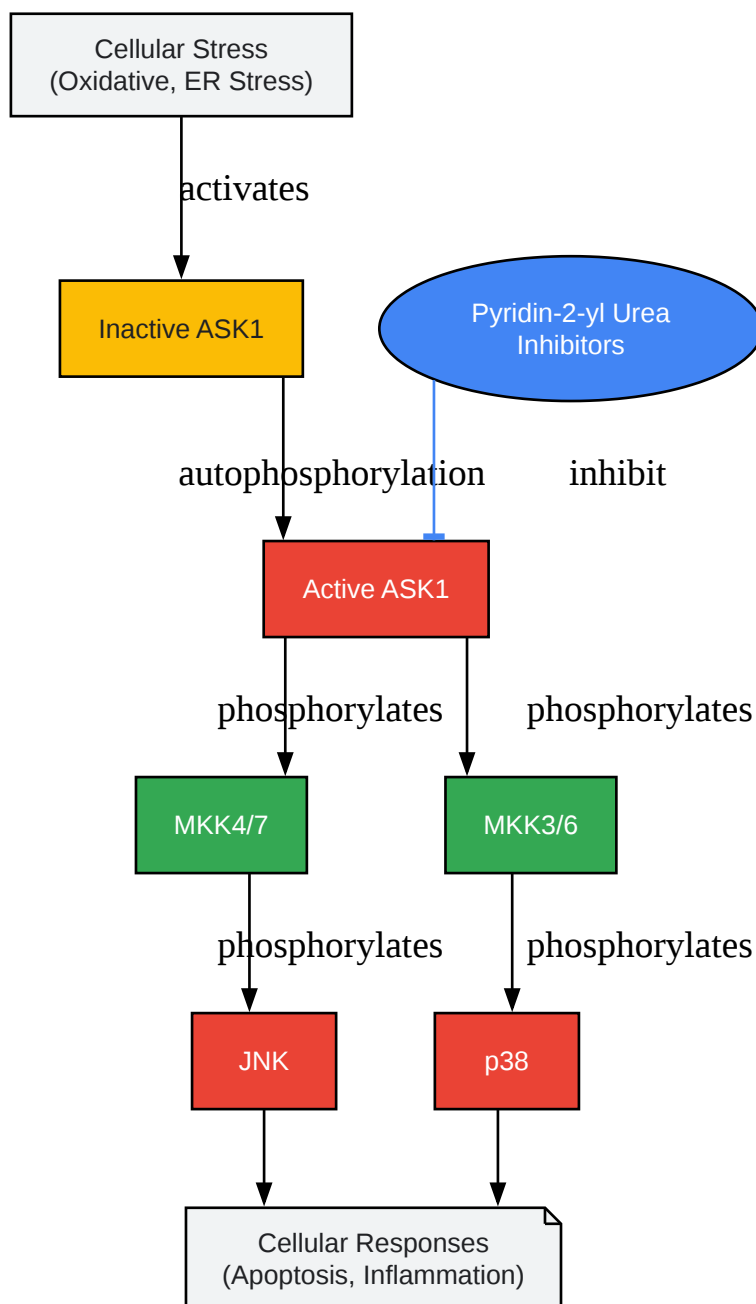 Cellular Stress
(Oxidative, ER Stress)
activates
Inactive ASK1
Pyridin-2-yl Urea
Inhibitors
autophosphorylation
inhibit
Active ASK1
phosphorylates
phosphorylates
MKK4/7
MKK3/6
phosphorylates
phosphorylates
JNK
p38
Cellular Responses
(Apoptosis, Inflammation)